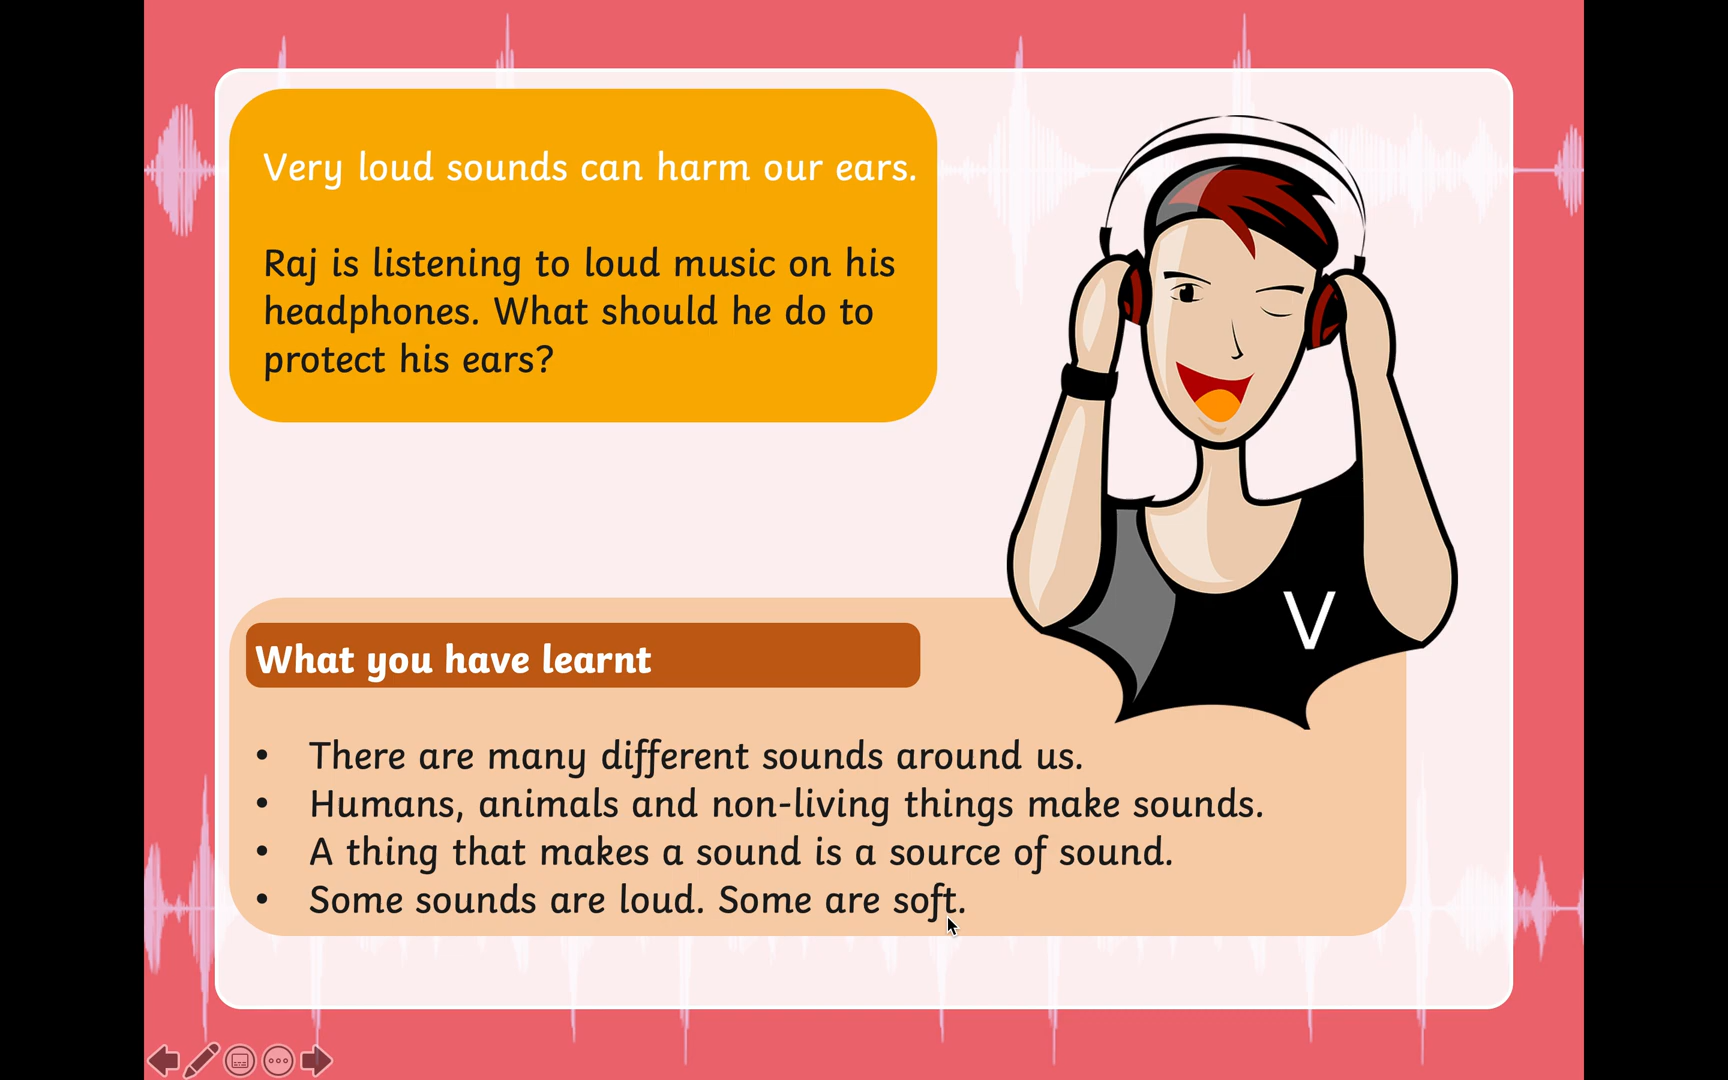 Very loud sounds can harm our ears.
Raj is listening to loud music on his
headphones. What should he do to
protect his ears?
V
What you have learnt
• There are many different sounds around us.
• Humans, animals and non-living things make sounds.
• A thing that makes a sound is a source of sound.
• Some sounds are loud. Some are soft.